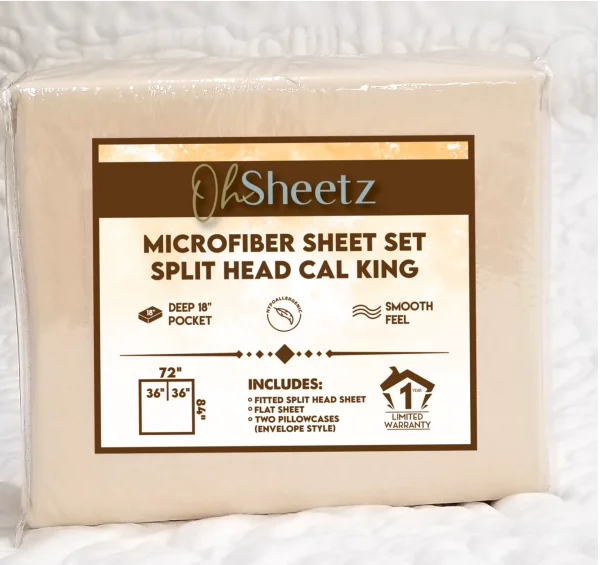 OhSheetz
MICROFIBER SHEET SET
SPLIT HEAD CAL KING
18"
DEEP 18"
POCKET
HYPOALLERGENIC
SMOOTH
FEEL
72"
36" 36"
84"
INCLUDES:
FITTED SPLIT HEAD SHEET
FLAT SHEET
TWO PILLOWCASES
(ENVELOPE STYLE)
1 YEAR
LIMITED
WARRANTY